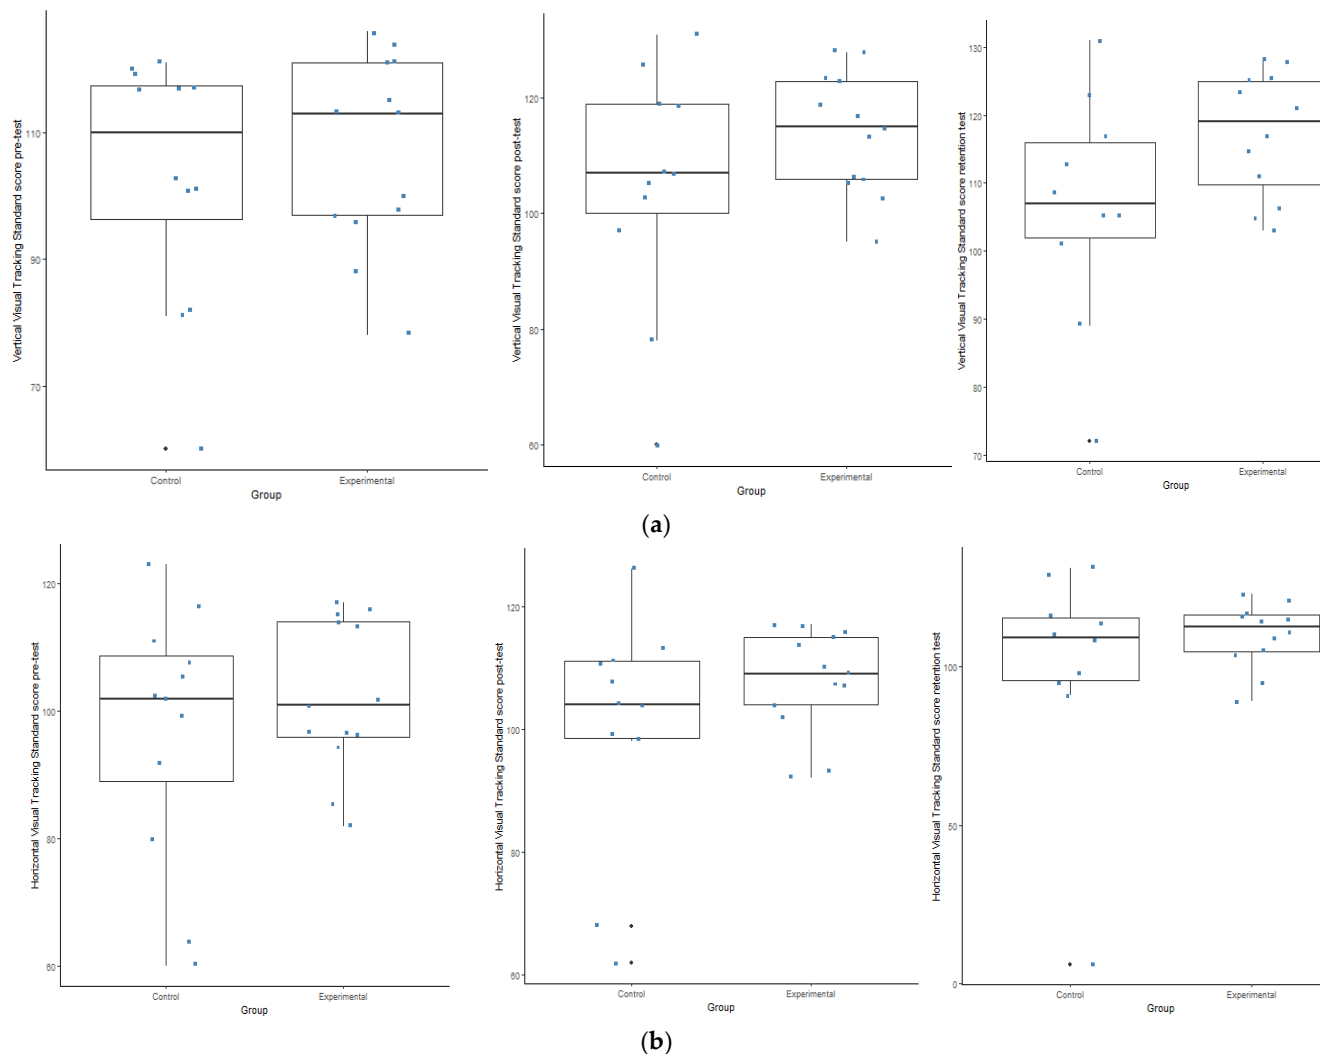 Vertical Visual Tracking Standard score pre-test
110
90
70
Control
Experimental
Group
Vertical Visual Tracking Standard score post-test
120
100
80
60
Control
Experimental
Group
Vertical Visual Tracking Standard score retention test
130
120
110
100
90
80
70
Control
Experimental
Group
(a)
Horizontal Visual Tracking Standard score pre-test
120
100
80
60
Control
Experimental
Group
Horizontal Visual Tracking Standard score post-test
120
100
80
60
Control
Experimental
Group
Horizontal Visual Tracking Standard score retention test
100
50
0
Control
Experimental
Group
(b)